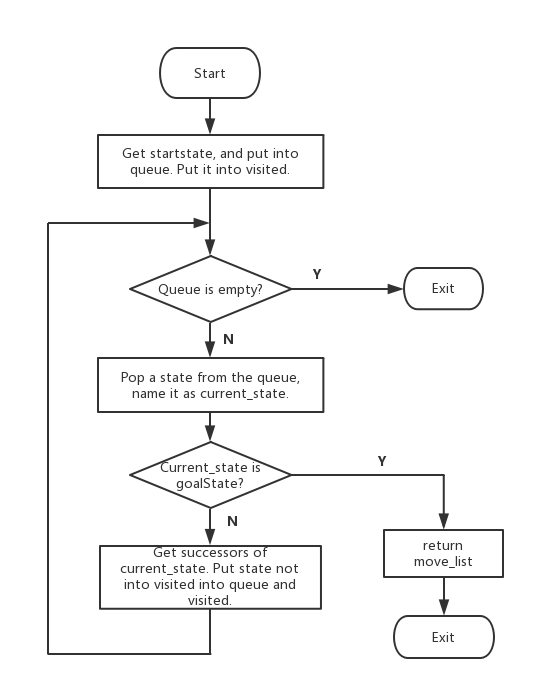 Start
Get startstate, and put into
queue. Put it into visited.
Queue is empty?
Y
Exit
N
Pop a state from the queue,
name it as current_state.
Current_state is
goalState?
Y
N
Get successors of
current_state. Put state not
into visited into queue and
visited.
return
move_list
Exit